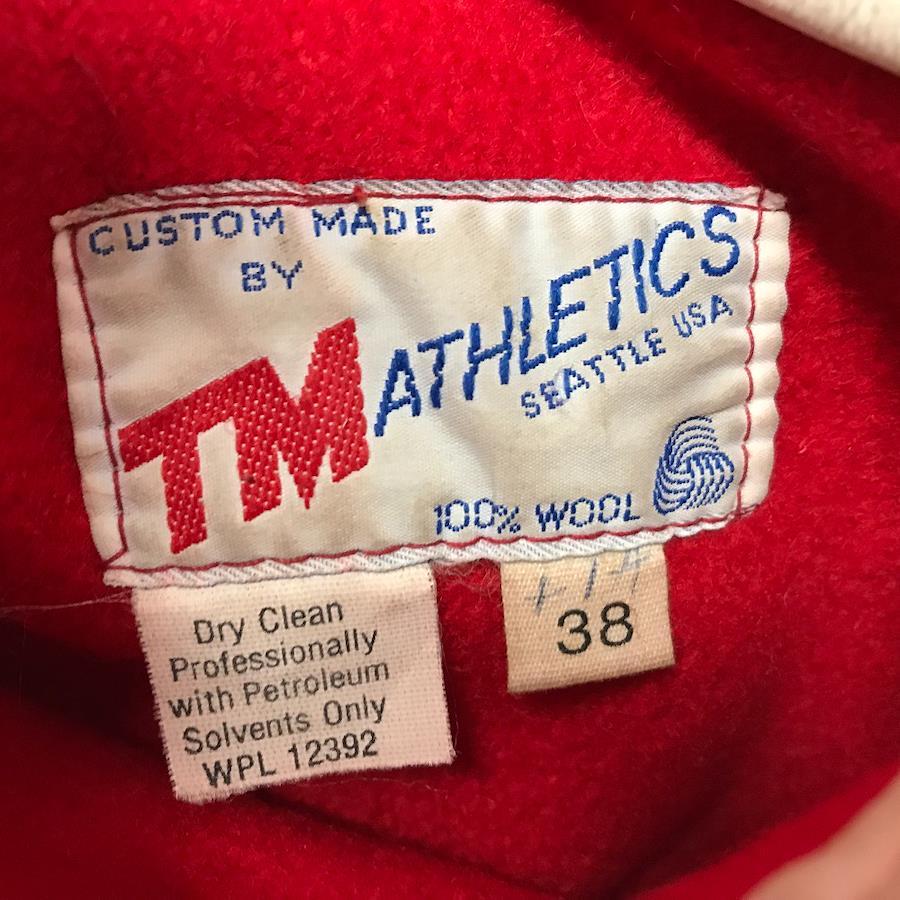 CUSTOM MADE
BY
TM ATHLETICS
SEATTLE USA
100% WOOL
Dry Clean
Professionally
with Petroleum
Solvents Only
WPL 12392
38